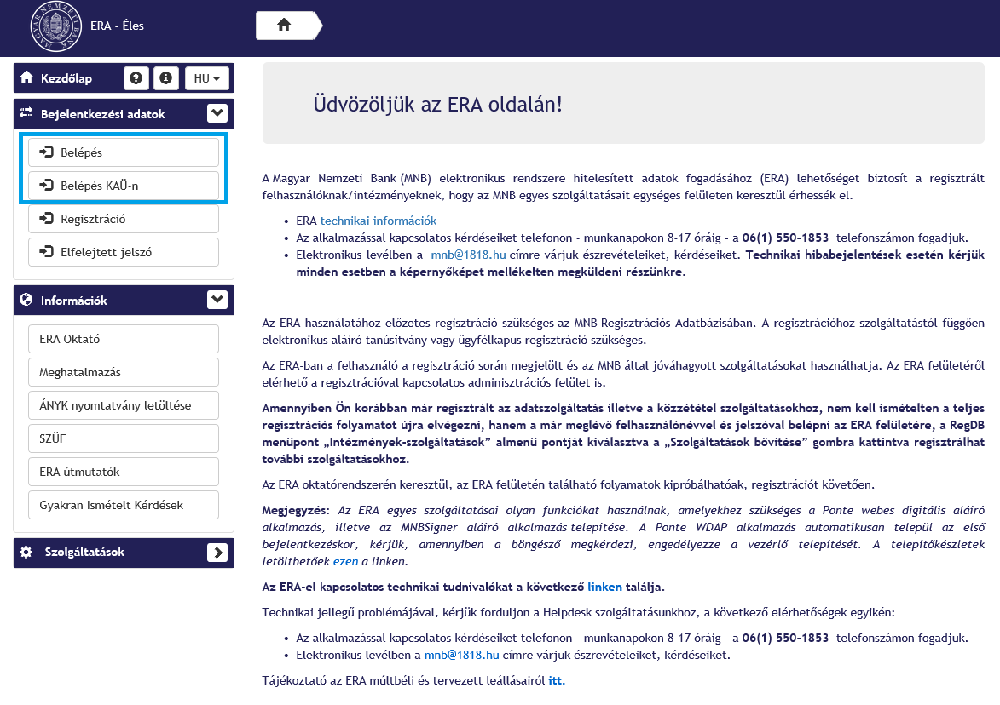 MAGYAR NEMZETI BANK
ERA - Éles
Kezdőlap
HU
Bejelentkezési adatok
Belépés
Belépés KAÜ-n
Regisztráció
Elfelejtett jelszó
Információk
ERA Oktató
Meghatalmazás
ÁNYK nyomtatvány letöltése
SZÜF
ERA útmutatók
Gyakran Ismételt Kérdések
Szolgáltatások
Üdvözöljük az ERA oldalán!
A Magyar Nemzeti Bank (MNB) elektronikus rendszere hitelesített adatok fogadásához (ERA) lehetőséget biztosít a regisztrált
felhasználóknak/intézményeknek, hogy az MNB egyes szolgáltatásait egységes felületen keresztül érhessék el.
• ERA technikai információk
• Az alkalmazással kapcsolatos kérdéseiket telefonon - munkanapokon 8-17 óráig - a 06(1) 550-1853 telefonszámon fogadjuk.
• Elektronikus levélben a mnb@1818.hu címre várjuk észrevételeiket, kérdéseiket. Technikai hibabejelentések esetén kérjük
minden esetben a képernyőképet mellékelten megküldeni részünkre.
Az ERA használatához előzetes regisztráció szükséges az MNB Regisztrációs Adatbázisában. A regisztrációhoz szolgáltatástól függően
elektronikus aláíró tanúsítvány vagy ügyfélkapus regisztráció szükséges.
Az ERA-ban a felhasználó a regisztráció során megjelölt és az MNB által jóváhagyott szolgáltatásokat használhatja. Az ERA felületéről
elérhető a regisztrációval kapcsolatos adminisztrációs felület is.
Amennyiben Ön korábban már regisztrált az adatszolgáltatás illetve a közzététel szolgáltatásokhoz, nem kell ismételten a teljes
regisztrációs folyamatot újra elvégezni, hanem a már meglévő felhasználónévvel és jelszóval belépni az ERA felületére, a RegDB
menüpont „Intézmények-szolgáltatások” almenü pontját kiválasztva a „Szolgáltatások bővítése” gombra kattintva regisztrálhat
további szolgáltatásokhoz.
Az ERA oktatórendszerén keresztül, az ERA felületén található folyamatok kipróbálhatóak, regisztrációt követően.
Megjegyzés: Az ERA egyes szolgáltatásai olyan funkciókat használnak, amelyekhez szükséges a Ponte webes digitális aláíró
alkalmazás, illetve az MNBSigner aláíró alkalmazás telepítése. A Ponte WDAP alkalmazás automatikusan települ az első
bejelentkezéskor, kérjük, amennyiben a böngésző megkérdezi, engedélyezze a vezérlő telepítését. A telepítőkészletek
letölthetőek ezen a linken.
Az ERA-el kapcsolatos technikai tudnivalókat a következő linken találja.
Technikai jellegű problémájával, kérjük forduljon a Helpdesk szolgáltatásunkhoz, a következő elérhetőségek egyikén:
• Az alkalmazással kapcsolatos kérdéseiket telefonon - munkanapokon 8-17 óráig - a 06(1) 550-1853 telefonszámon fogadjuk.
• Elektronikus levélben a mnb@1818.hu címre várjuk észrevételeiket, kérdéseiket.
Tájékoztató az ERA múltbéli és tervezett leállásairól itt.